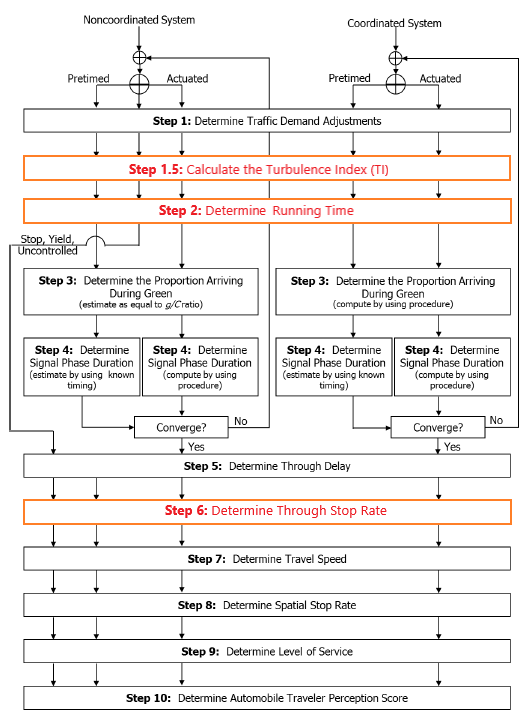 Noncoordinated System
Coordinated System
Pretimed
Actuated
Pretimed
Actuated
Step 1: Determine Traffic Demand Adjustments
Step 1.5: Calculate the Turbulence Index (TI)
Step 2: Determine Running Time
Stop, Yield,
Uncontrolled
Step 3: Determine the Proportion Arriving
During Green
(estimate as equal to g/C ratio)
Step 3: Determine the Proportion Arriving
During Green
(compute by using procedure)
Step 4: Determine
Signal Phase Duration
(estimate by using known
timing)
Step 4: Determine
Signal Phase Duration
(compute by using
procedure)
Step 4: Determine
Signal Phase Duration
(estimate by using known
timing)
Step 4: Determine
Signal Phase Duration
(compute by using
procedure)
Converge?
No
Yes
Converge?
No
Yes
Step 5: Determine Through Delay
Step 6: Determine Through Stop Rate
Step 7: Determine Travel Speed
Step 8: Determine Spatial Stop Rate
Step 9: Determine Level of Service
Step 10: Determine Automobile Traveler Perception Score